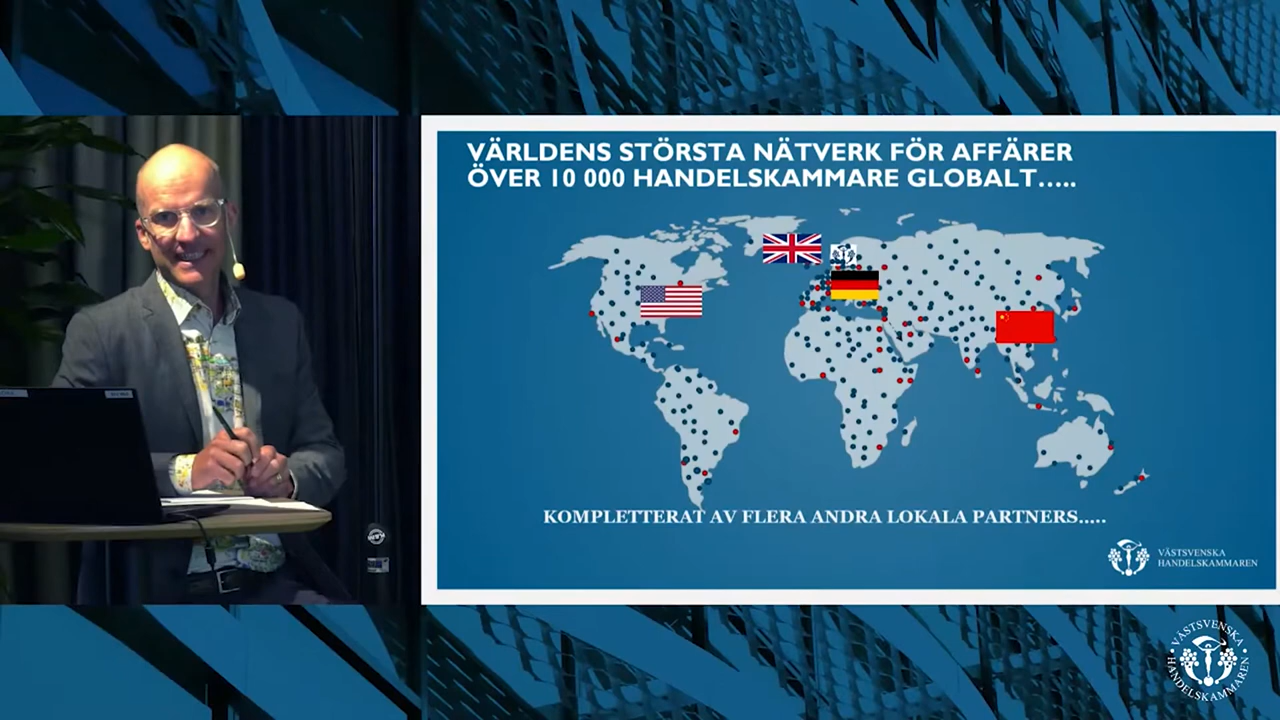 VÄRLDENS STÖRSTA NÄTVERK FÖR AFFÄRER
ÖVER 10 000 HANDELSKAMMARE GLOBALT.....
KOMPLETTERAT AV FLERA ANDRA LOKALA PARTNERS.....
VÄSTSVENSKA
HANDELSKAMMAREN
VÄSTSVENSKA
HANDELSKAMMAREN